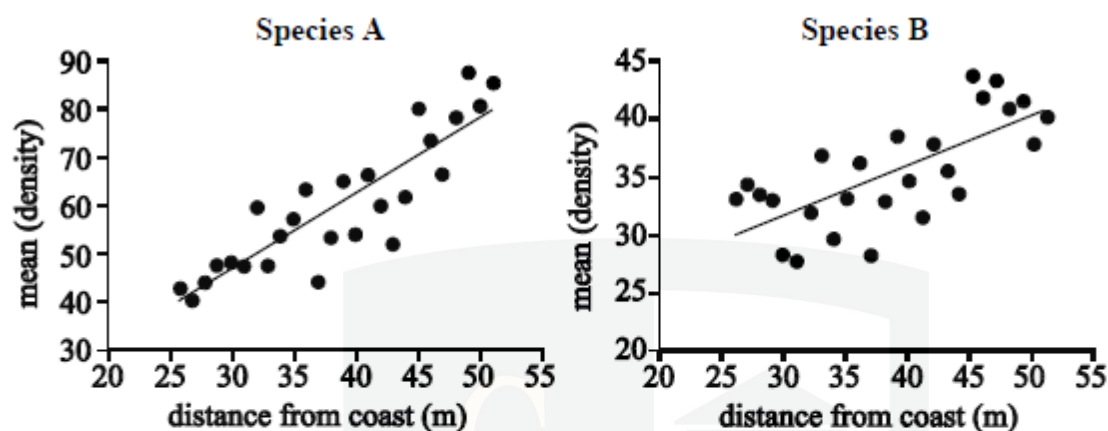 Species A
90
80
70
60
50
40
30
mean (density)
20 25 30 35 40 45 50 55
distance from coast (m)
Species B
45
40
35
30
25
20
mean (density)
20 25 30 35 40 45 50 55
distance from coast (m)